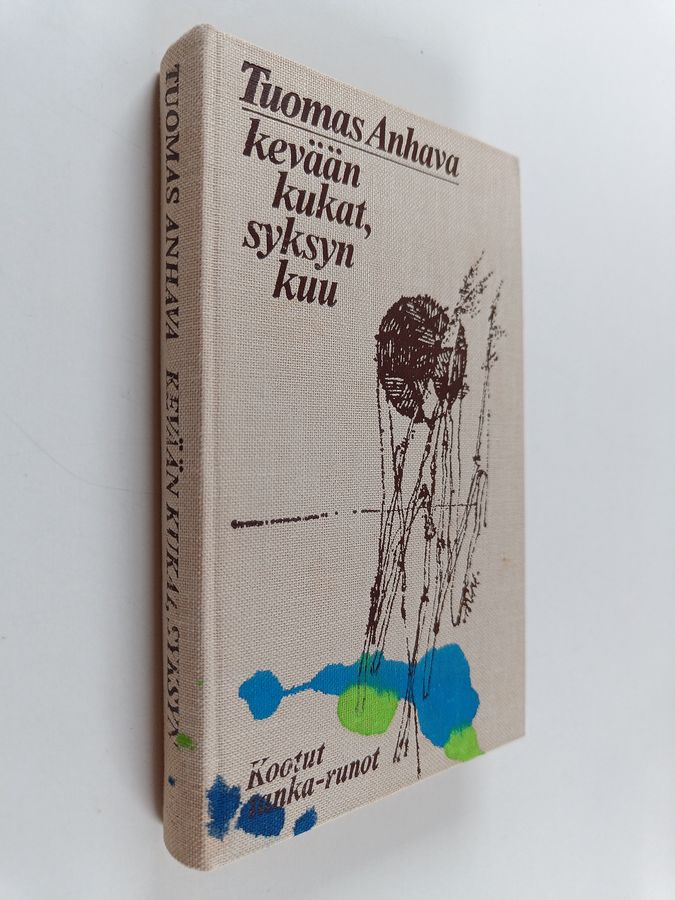 Tuomas Anhava
kevään
kukat,
syksyn
kuu
Kootut
tanka-runot
TUOMAS ANHAVA KEVÄÄN KUKAT, SYKSYN